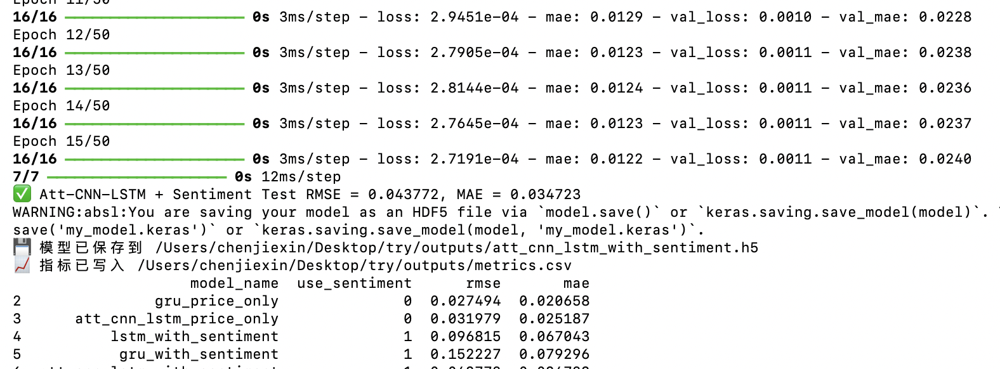 Epoch 11/50
16/16 ━━━━━━━━━━━━━━━━━━━━ 0s 3ms/step - loss: 2.9451e-04 - mae: 0.0129 - val_loss: 0.0010 - val_mae: 0.0228
Epoch 12/50
16/16 ━━━━━━━━━━━━━━━━━━━━ 0s 3ms/step - loss: 2.7905e-04 - mae: 0.0123 - val_loss: 0.0011 - val_mae: 0.0238
Epoch 13/50
16/16 ━━━━━━━━━━━━━━━━━━━━ 0s 3ms/step - loss: 2.8144e-04 - mae: 0.0124 - val_loss: 0.0011 - val_mae: 0.0236
Epoch 14/50
16/16 ━━━━━━━━━━━━━━━━━━━━ 0s 3ms/step - loss: 2.7645e-04 - mae: 0.0123 - val_loss: 0.0011 - val_mae: 0.0237
Epoch 15/50
16/16 ━━━━━━━━━━━━━━━━━━━━ 0s 3ms/step - loss: 2.7191e-04 - mae: 0.0122 - val_loss: 0.0011 - val_mae: 0.0240
7/7 ━━━━━━━━━━━━━━━━━━━━ 0s 12ms/step
✅ Att-CNN-LSTM + Sentiment Test RMSE = 0.043772, MAE = 0.034723
WARNING:absl:You are saving your model as an HDF5 file via `model.save()` or `keras.saving.save_model(model)`.
save('my_model.keras')` or `keras.saving.save_model(model, 'my_model.keras')`.
💾 模型已保存到 /Users/chenjiexin/Desktop/try/outputs/att_cnn_lstm_with_sentiment.h5
📈 指标已写入 /Users/chenjiexin/Desktop/try/outputs/metrics.csv
model_name use_sentiment rmse mae
2 gru_price_only 0 0.027494 0.020658
3 att_cnn_lstm_price_only 0 0.031979 0.025187
4 lstm_with_sentiment 1 0.096815 0.067043
5 gru_with_sentiment 1 0.152227 0.079296